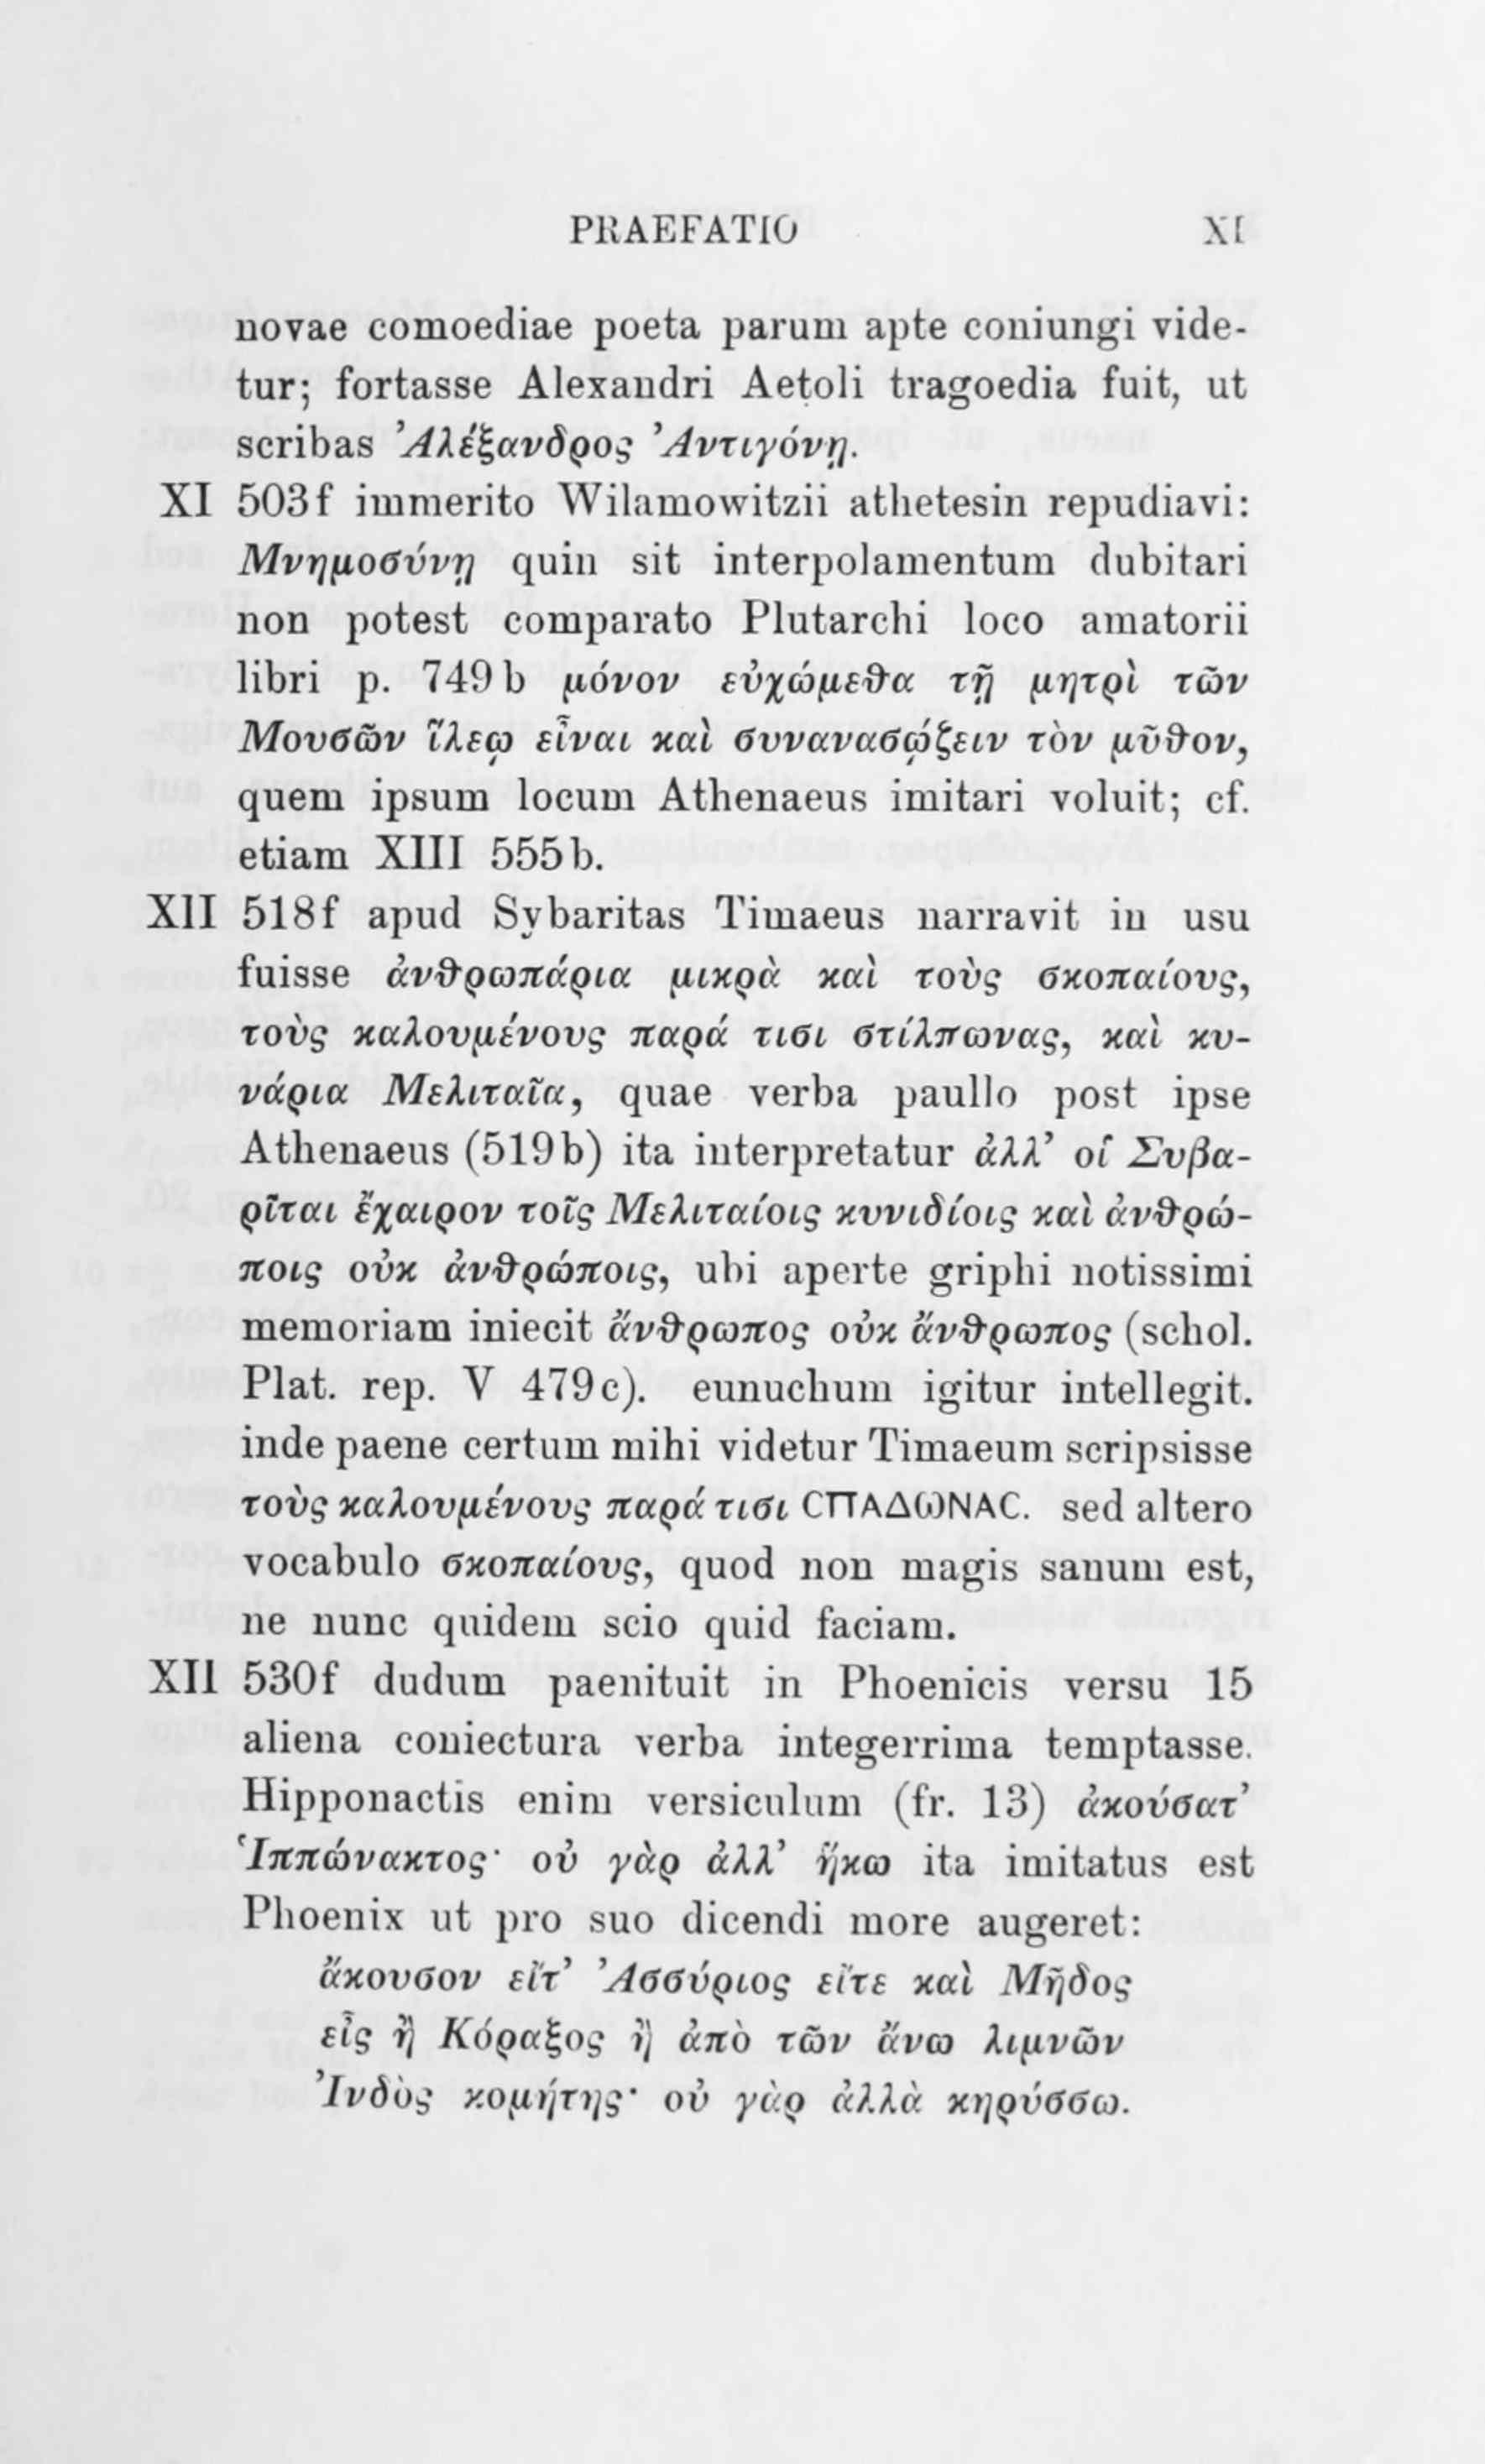 PRAEFATIO XI
novae comoediae poeta parum apte coniungi vide-
tur; fortasse Alexandri Aetoli tragoedia fuit, ut
scribas Ἀλέξανδρος Ἀντιγόνῃ.
XI 503f immerito Wilamowitzii athetesin repudiavi:
Μνημοσύνῃ quin sit interpolamentum dubitari
non potest comparato Plutarchi loco amatorii
libri p. 749b μόνον εὐχώμεϑα τῇ μητρὶ τῶν
Μουσῶν ἵλεῳ εἶναι καὶ συνανασῴζειν τὸν μῦϑον,
quem ipsum locum Athenaeus imitari voluit; cf.
etiam XIII 555b.
XII 518f apud Sybaritas Timaeus narravit in usu
fuisse ἀνϑρωπάρια μικρὰ καὶ τοὺς σκοπαίους,
τοὺς καλουμένους παρά τισι στίλπωνας, καὶ κυ-
νάρια Μελιταῖα, quae verba paullo post ipse
Athenaeus (519b) ita interpretatur ἀλλ’ οἱ Συβα-
ρῖται ἔχαιρον τοῖς Μελιταίοις κυνιδίοις καὶ ἀνϑρώ-
ποις οὐκ ἀνϑρώποις, ubi aperte griphi notissimi
memoriam iniecit ἄνϑρωπος οὐκ ἄνϑρωπος (schol.
Plat. rep. V 479c). eunuchum igitur intellegit.
inde paene certum mihi videtur Timaeum scripsisse
τοὺς καλουμένους παρά τισι ϹΠΑΔΩΝΑϹ. sed altero
vocabulo σκοπαίους, quod non magis sanum est,
ne nunc quidem scio quid faciam.
XII 530f dudum paenituit in Phoenicis versu 15
aliena coniectura verba integerrima temptasse.
Hipponactis enim versiculum (fr. 13) ἀκούσατ’
Ἱππώνακτος· οὐ γὰρ ἀλλ’ ἥκω ita imitatus est
Phoenix ut pro suo dicendi more augeret:
ἄκουσον εἴτ’ Ἀσσύριος εἴτε καὶ Μῆδος
εἶς ἢ Κόραξος ἢ ἀπὸ τῶν ἄνω λιμνῶν
Ἰνδὸς κομήτης· οὐ γὰρ ἀλλὰ κηρύσσω.